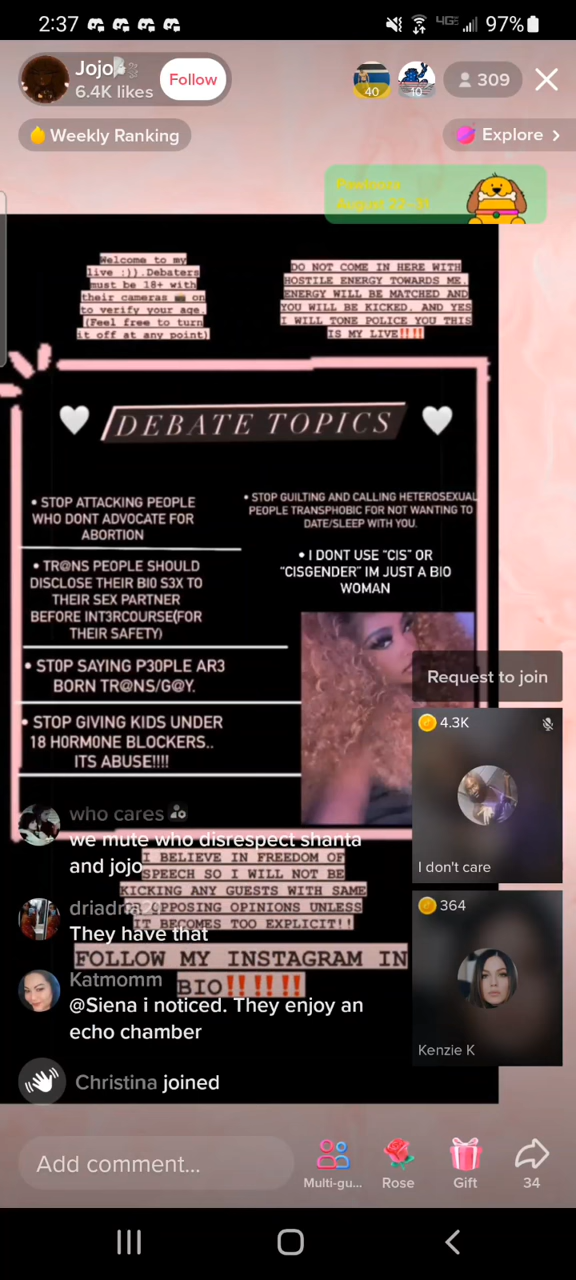 2:37
4GE
97%
Jojo
6.4K likes
Follow
40
10
309
Weekly Ranking
Explore >
August 22-31
Welcome to my
live :)).Debaters
must be 18+ with
their cameras 📷 on
to verify your age.
(Feel free to turn
it off at any point)
DO NOT COME IN HERE WITH
HOSTILE ENERGY TOWARDS ME.
ENERGY WILL BE MATCHED AND
YOU WILL BE KICKED. AND YES
I WILL TONE POLICE YOU THIS
IS MY LIVE‼️‼️
DEBATE TOPICS
• STOP ATTACKING PEOPLE
WHO DONT ADVOCATE FOR
ABORTION
• TR@NS PEOPLE SHOULD
DISCLOSE THEIR BI0 S3X TO
THEIR SEX PARTNER
BEFORE INT3RCOURSE(FOR
THEIR SAFETY)
• ST0P SAYING P30PLE AR3
BORN TR@NS/G@Y.
• STOP GIVING KIDS UNDER
18 H0RM0NE BLOCKERS..
ITS ABUSE!!!!
• STOP GUILTING AND CALLING HETEROSEXUAL
PEOPLE TRANSPHOBIC FOR NOT WANTING TO
DATE/SLEEP WITH YOU.
• I DONT USE “CIS” OR
“CISGENDER” IM JUST A BIO
WOMAN
Request to join
4.3K
I don't care
364
Kenzie K
who cares
we mute who disrespect shanta
and jojo
I BELIEVE IN FREEDOM OF
SPEECH SO I WILL NOT BE
KICKING ANY GUESTS WITH SAME
OPPOSING OPINIONS UNLESS
IT BECOMES TOO EXPLICIT!!
They have that
FOLLOW MY INSTAGRAM IN
BIO‼️‼️‼️
Katmomm
@Siena i noticed. They enjoy an
echo chamber
Christina joined
Add comment...
Multi-gu...
Rose
Gift
34